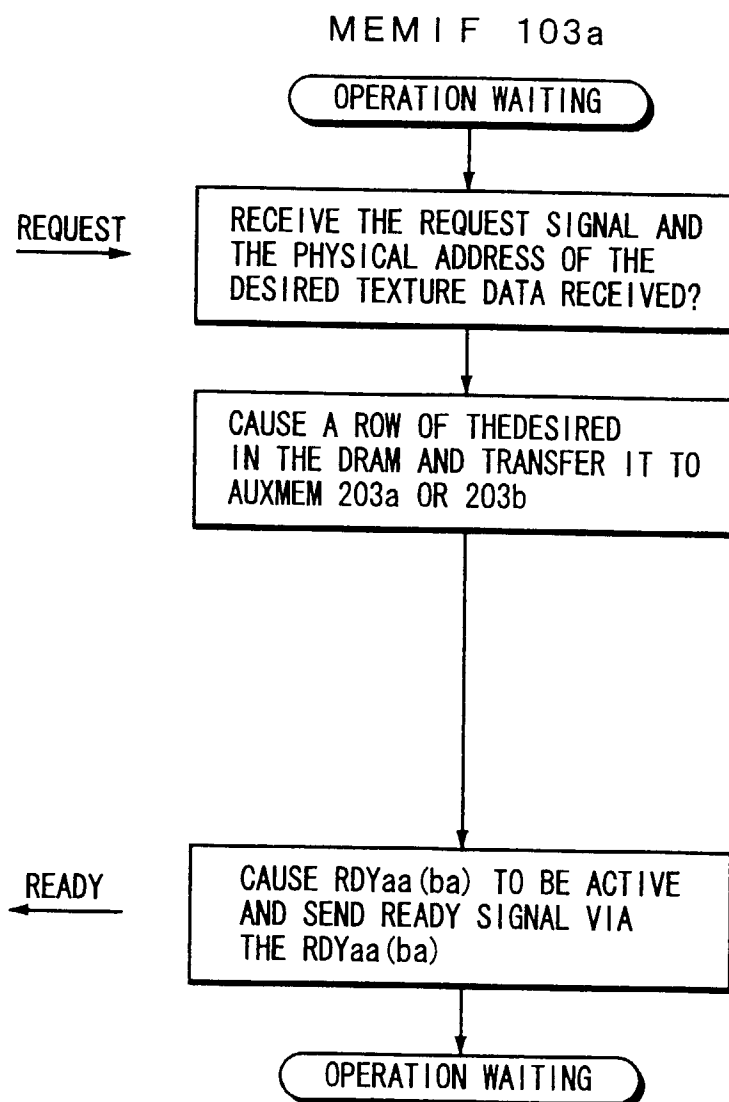 MEMIF 103a
OPERATION WAITING
REQUEST
RECEIVE THE REQUEST SIGNAL AND
THE PHYSICAL ADDRESS OF THE
DESIRED TEXTURE DATA RECEIVED?
CAUSE A ROW OF THEDESIRED
IN THE DRAM AND TRANSFER IT TO
AUXMEM 203a OR 203b
READY
CAUSE RDYaa(ba) TO BE ACTIVE
AND SEND READY SIGNAL VIA
THE RDYaa(ba)
OPERATION WAITING